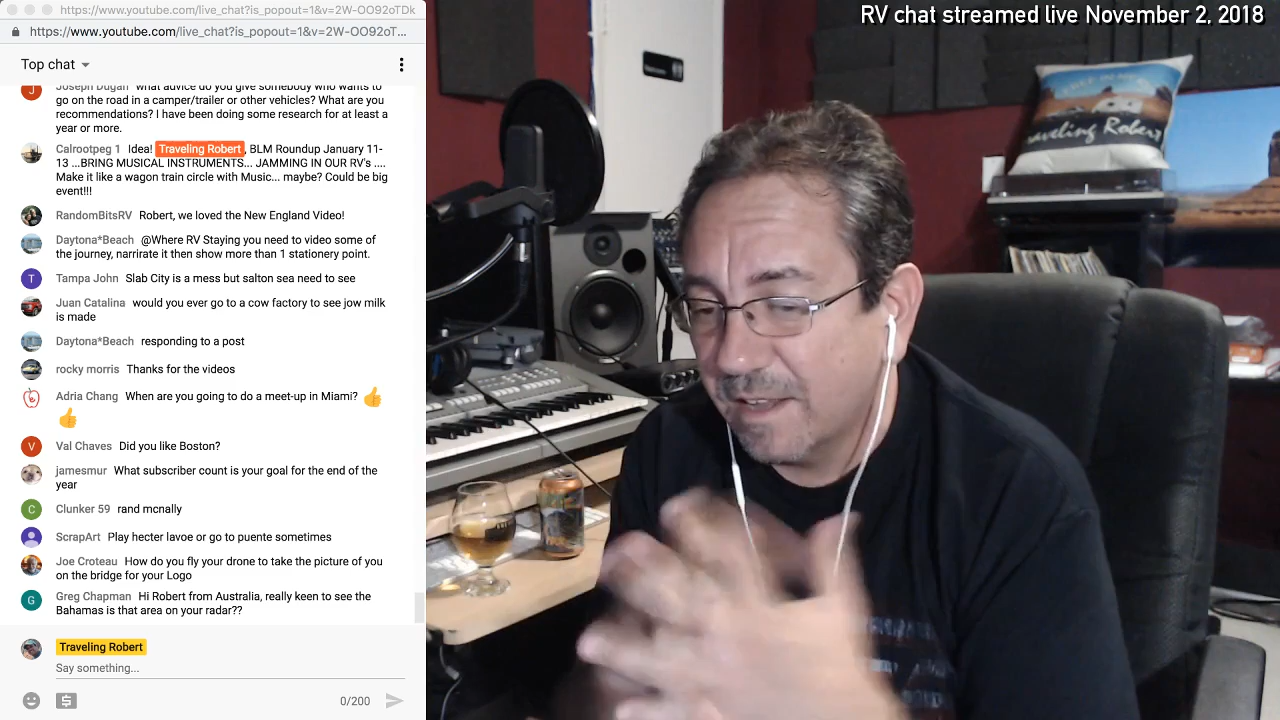 https://www.youtube.com/live_chat?is_popout=1&v=2W-OO92oTDk
RV chat streamed live November 2, 2018
https://www.youtube.com/live_chat?is_popout=1&v=2W-OO92oT...
Top chat
Joseph Dugan what advice do you give somebody who wants to
go on the road in a camper/trailer or other vehicles? What are you
recommendations? I have been doing some research for at least a
year or more.
Calrootpeg 1 Idea! Traveling Robert, BLM Roundup January 11-
13 ...BRING MUSICAL INSTRUMENTS... JAMMING IN OUR RV's ....
Make it like a wagon train circle with Music... maybe? Could be big
event!!!
RandomBitsRV Robert, we loved the New England Video!
Daytona*Beach @Where RV Staying you need to video some of
the journey, narrirate it then show more than 1 stationery point.
T Tampa John Slab City is a mess but salton sea need to see
Juan Catalina would you ever go to a cow factory to see jow milk
is made
Daytona*Beach responding to a post
rocky morris Thanks for the videos
Adria Chang When are you going to do a meet-up in Miami? 👍
👍
V Val Chaves Did you like Boston?
jamesmur What subscriber count is your goal for the end of the
year
C Clunker 59 rand mcnally
ScrapArt Play hecter lavoe or go to puente sometimes
Joe Croteau How do you fly your drone to take the picture of you
on the bridge for your Logo
G Greg Chapman Hi Robert from Australia, really keen to see the
Bahamas is that area on your radar??
Traveling Robert
Say something...
0/200
Traveling Robert